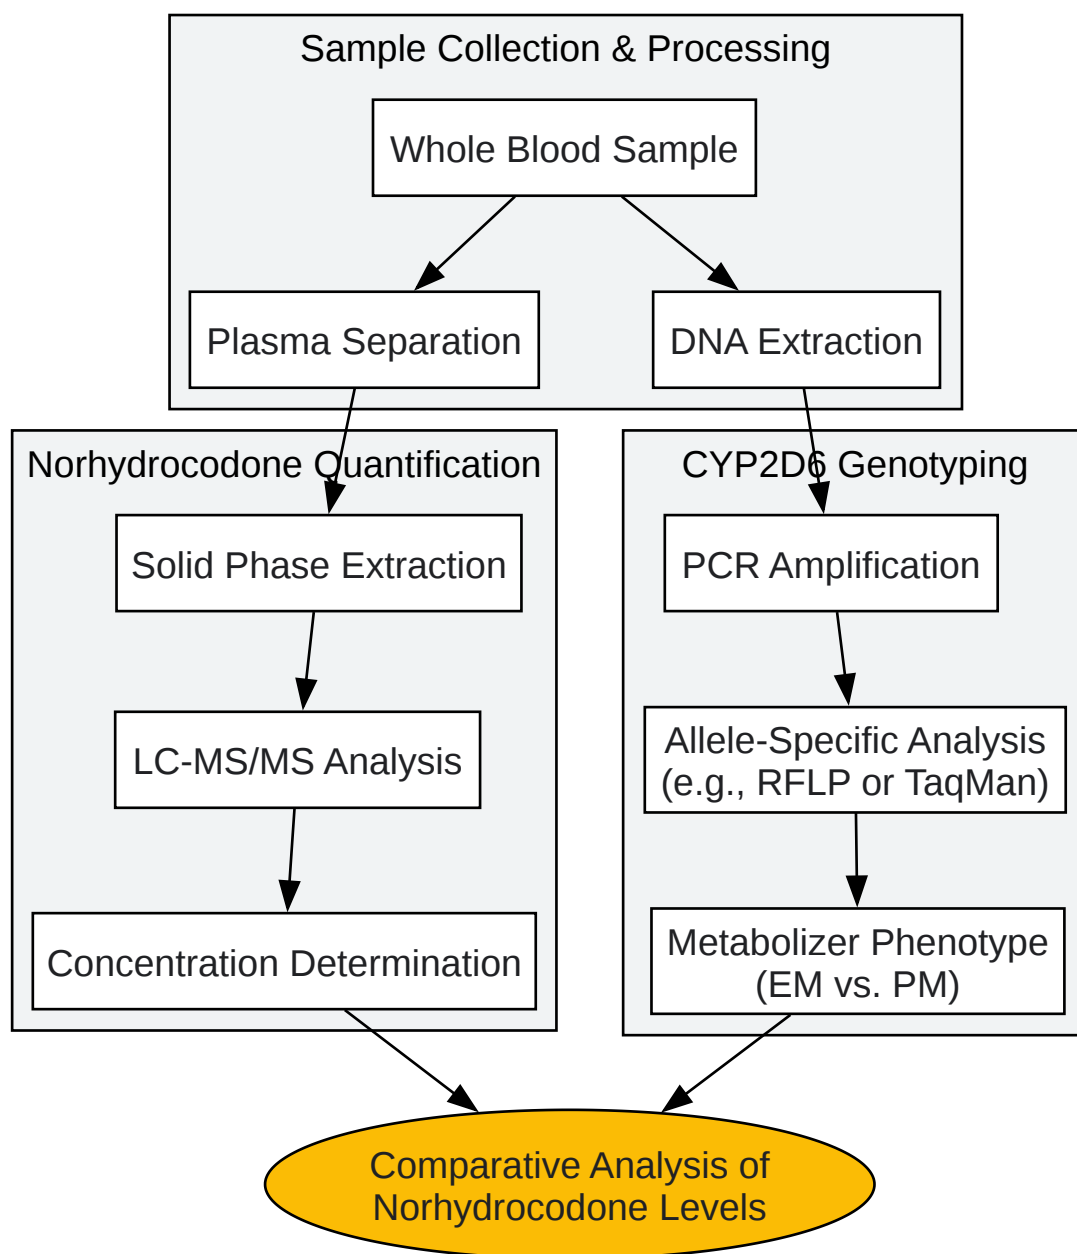 Sample Collection & Processing
Whole Blood Sample
Plasma Separation
DNA Extraction
Norhydrocodone Quantification
Solid Phase Extraction
LC-MS/MS Analysis
Concentration Determination
CYP2D6 Genotyping
PCR Amplification
Allele-Specific Analysis
(e.g., RFLP or TaqMan)
Metabolizer Phenotype
(EM vs. PM)
Comparative Analysis of
Norhydrocodone Levels